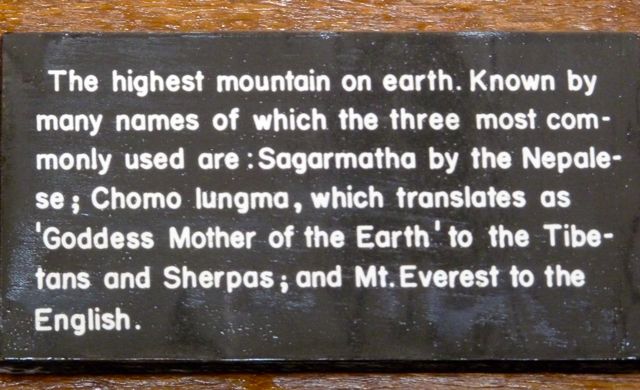 The highest mountain on earth. Known by
many names of which the three most com-
monly used are : Sagarmatha by the Nepale-
se ; Chomo lungma, which translates as
'Goddess Mother of the Earth' to the Tibe-
tans and Sherpas ; and Mt. Everest to the
English.